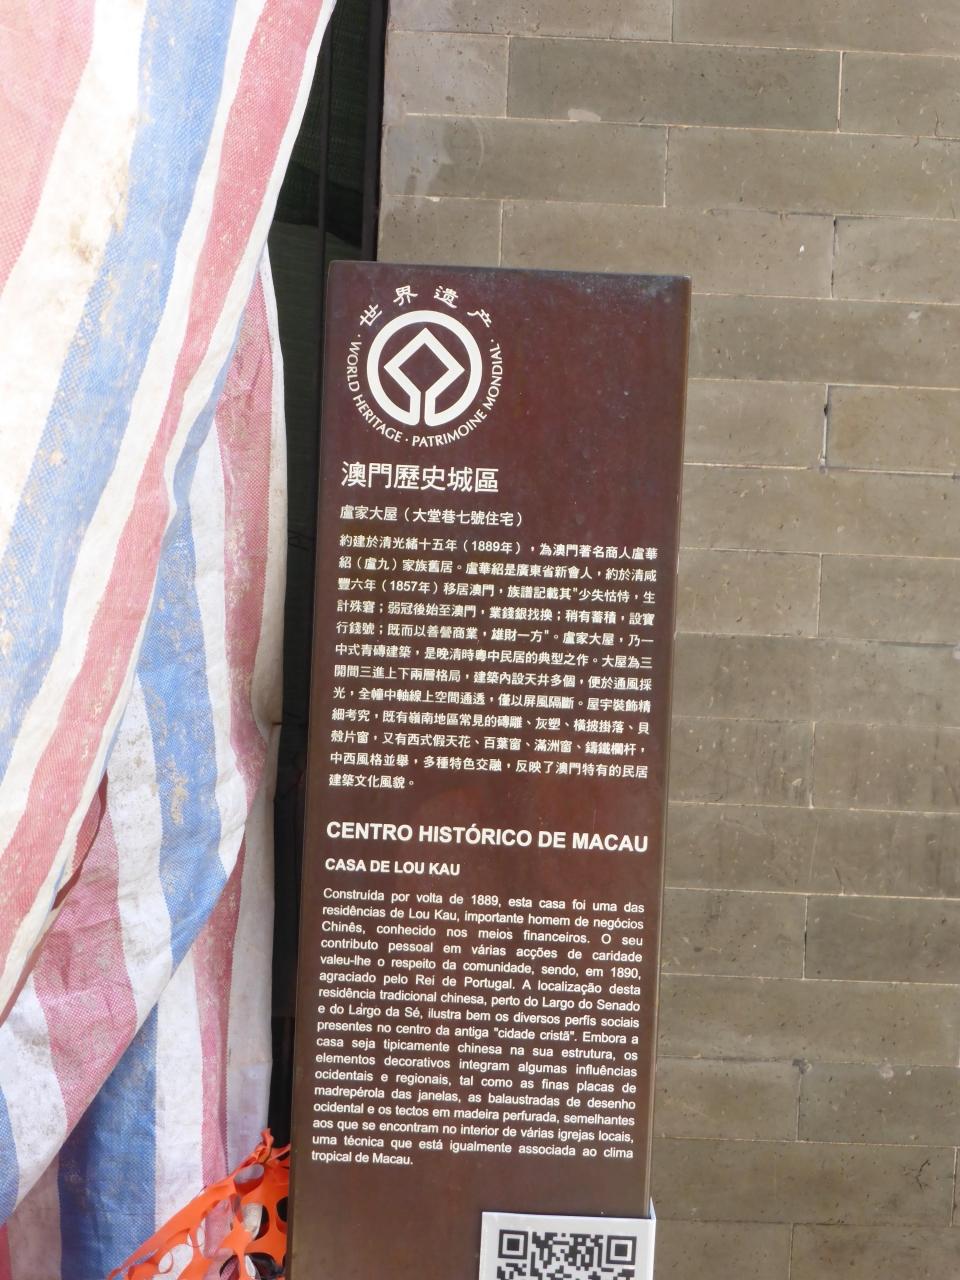 世界遗产
· WORLD HERITAGE · PATRIMOINE MONDIAL ·
澳門歷史城區
盧家大屋（大堂巷七號住宅）
約建於清光緒十五年（1889年），為澳門著名商人盧華
紹（盧九）家族舊居。盧華紹是廣東省新會人，約於清咸
豐六年（1857年）移居澳門，族譜記載其"少失怙恃，生
計殊窘；弱冠後始至澳門，業錢銀找換；稍有蓄積，設寶
行錢號；既而以善營商業，雄財一方"。盧家大屋，乃一
中式青磚建築，是晚清時粵中民居的典型之作。大屋為三
開間三進上下兩層格局，建築內設天井多個，便於通風採
光，全幢中軸線上空間通透，僅以屏風隔斷。屋宇裝飾精
細考究，既有嶺南地區常見的磚雕、灰塑、橫披掛落、貝
殼片窗，又有西式假天花、百葉窗、滿洲窗、鑄鐵欄杆，
中西風格並舉，多種特色交融，反映了澳門特有的民居
建築文化風貌。
CENTRO HISTÓRICO DE MACAU
CASA DE LOU KAU
Construída por volta de 1889, esta casa foi uma das
residências de Lou Kau, importante homem de negócios
Chinês, conhecido nos meios financeiros. O seu
contributo pessoal em várias acções de caridade
valeu-lhe o respeito da comunidade, sendo, em 1890,
agraciado pelo Rei de Portugal. A localização desta
residência tradicional chinesa, perto do Largo do Senado
e do Largo da Sé, ilustra bem os diversos perfis sociais
presentes no centro da antiga "cidade cristã". Embora a
casa seja tipicamente chinesa na sua estrutura, os
elementos decorativos integram algumas influências
ocidentais e regionais, tal como as finas placas de
madrepérola das janelas, as balaustradas de desenho
ocidental e os tectos em madeira perfurada, semelhantes
aos que se encontram no interior de várias igrejas locais,
uma técnica que está igualmente associada ao clima
tropical de Macau.